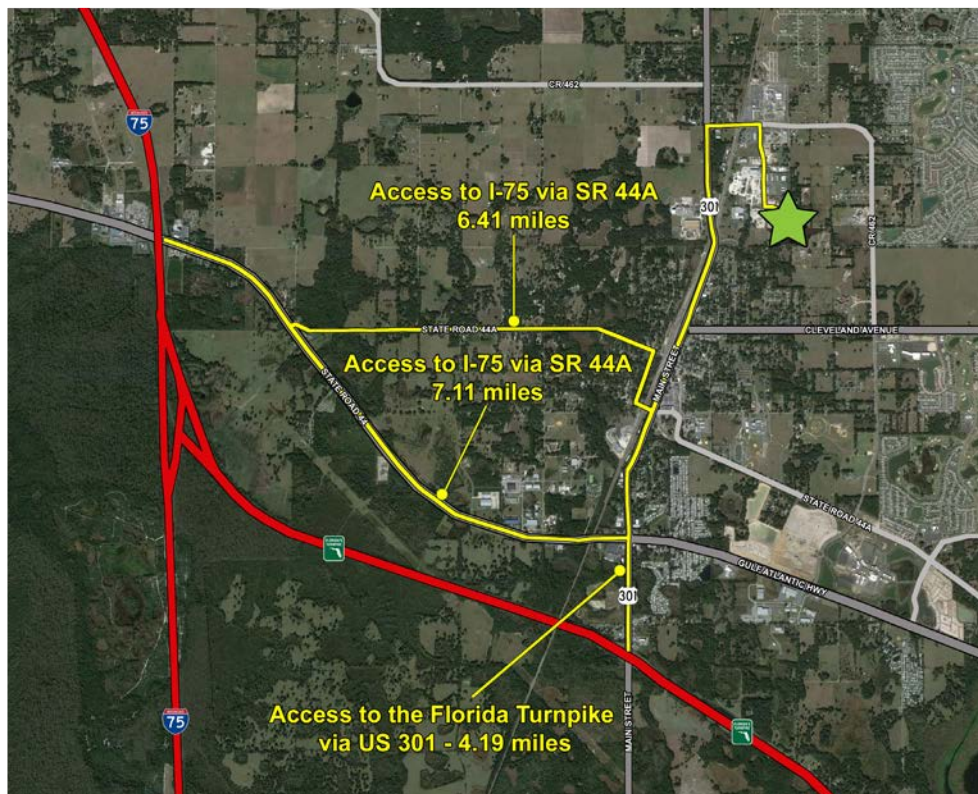 CR 462
75
Access to I-75 via SR 44A
6.41 miles
CR 462
STATE ROAD 44A
CLEVELAND AVENUE
MAIN STREET
Access to I-75 via SR 44A
7.11 miles
STATE ROAD 44
STATE ROAD 44A
GULF ATLANTIC HWY
Access to the Florida Turnpike
via US 301 - 4.19 miles
MAIN STREET
75